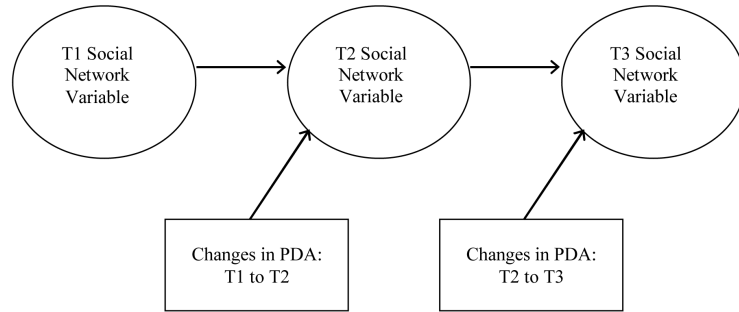 T1 Social
Network
Variable
T2 Social
Network
Variable
T3 Social
Network
Variable
Changes in PDA:
T1 to T2
Changes in PDA:
T2 to T3